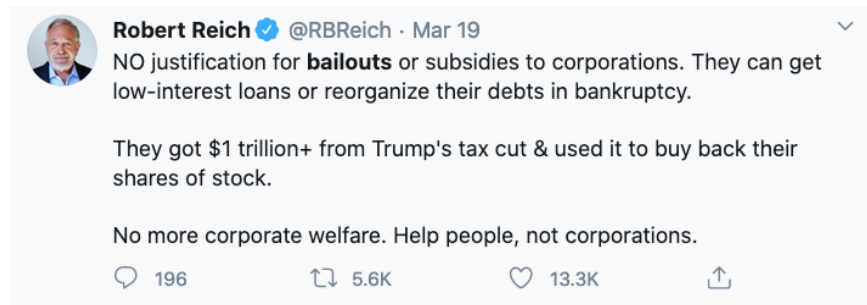 Robert Reich @RBReich · Mar 19
NO justification for bailouts or subsidies to corporations. They can get
low-interest loans or reorganize their debts in bankruptcy.
They got $1 trillion+ from Trump's tax cut & used it to buy back their
shares of stock.
No more corporate welfare. Help people, not corporations.
196 5.6K 13.3K